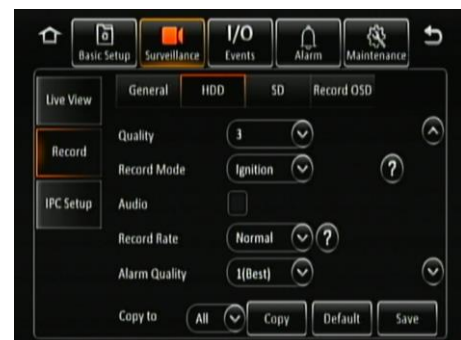 Basic Setup
Surveillance
I/O
Events
Alarm
Maintenance
Live View
Record
IPC Setup
General
HDD
SD
Record OSD
Quality
3
Record Mode
Ignition
?
Audio
Record Rate
Normal
?
Alarm Quality
1(Best)
Copy to
All
Copy
Default
Save